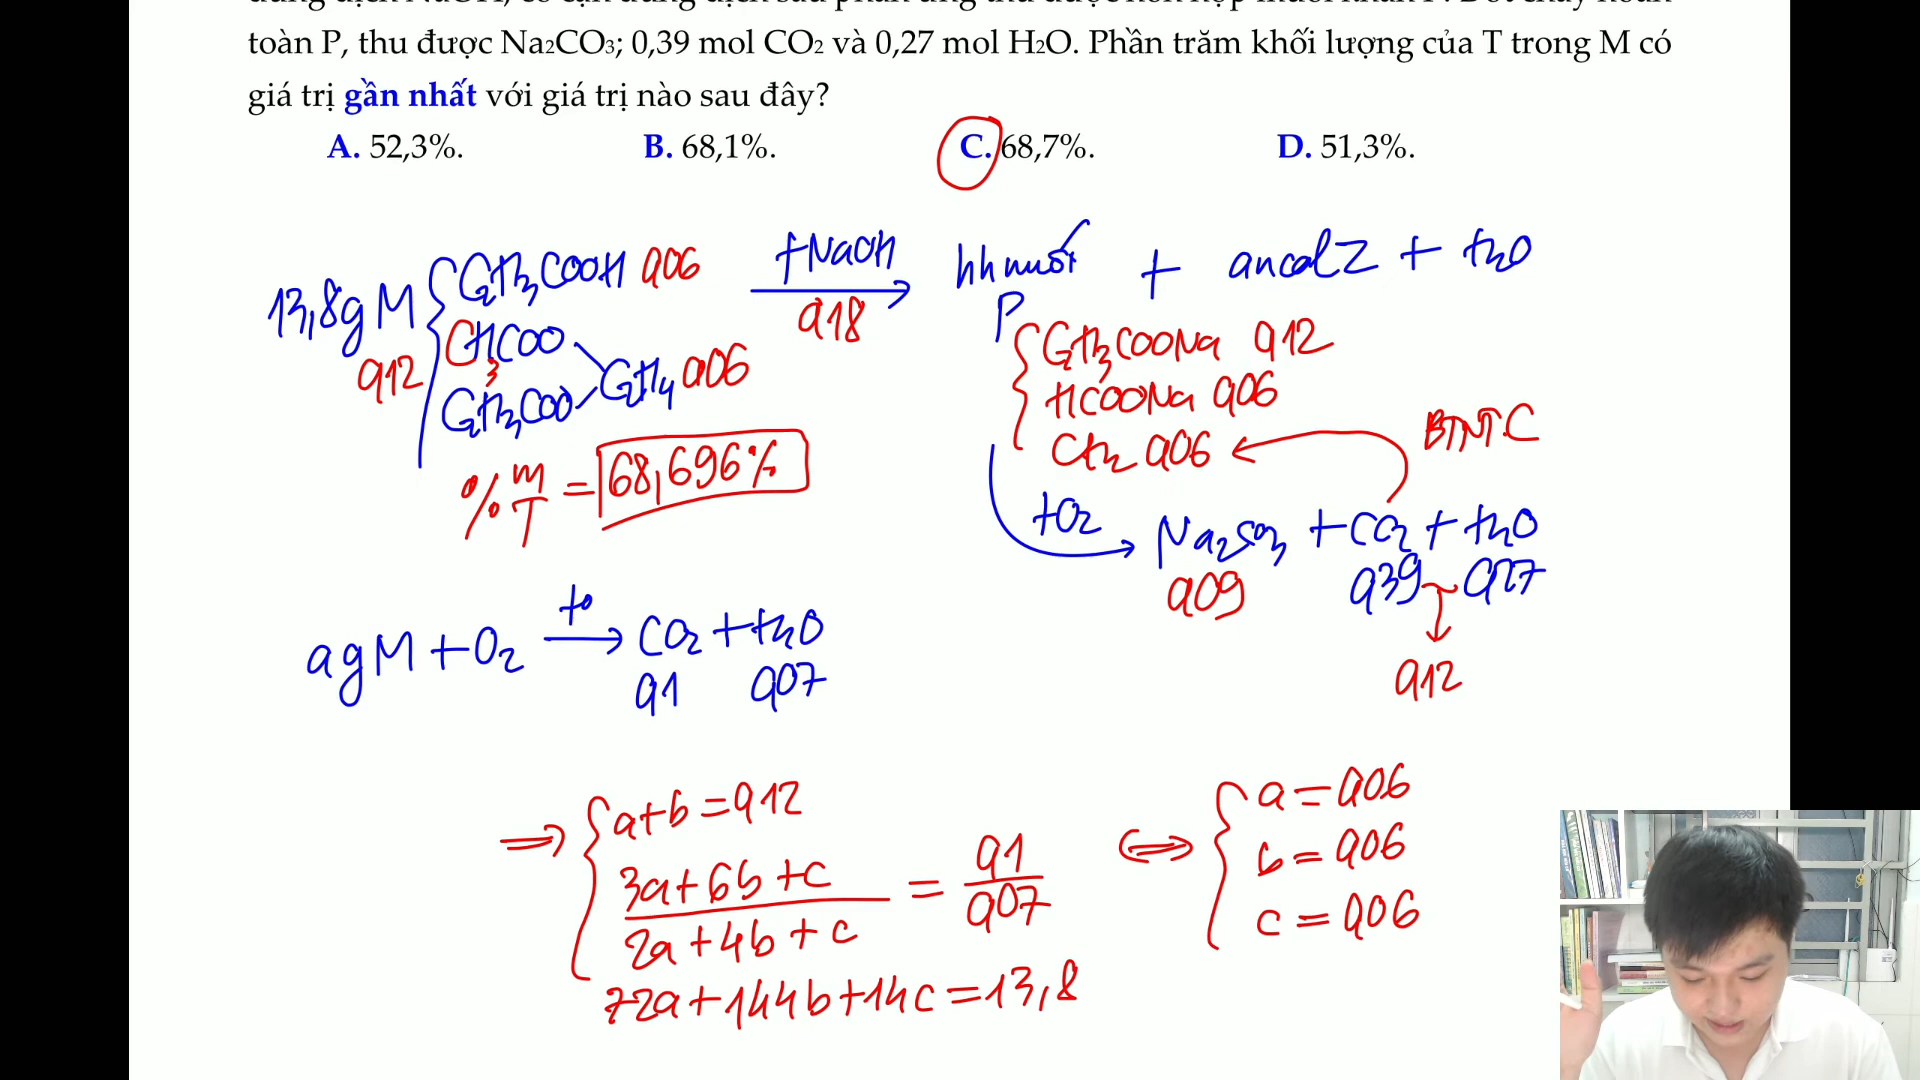 toàn P, thu được Na₂CO₃; 0,39 mol CO₂ và 0,27 mol H₂O. Phần trăm khối lượng của T trong M có
giá trị gần nhất với giá trị nào sau đây?
A. 52,3%. B. 68,1%. C. 68,7%. D. 51,3%.
13,8g M 0,12
C₂H₃COOH 0,06
CH₃COO
C₂H₃COO C₂H₄ 0,06
+NaOH
0,18
hh muối P + ancol Z + H₂O
C₂H₃COONa 0,12
HCOONa 0,06
CH₂ 0,06
BTNT.C
%m T = 68,696%
+O₂
Na₂CO₃ + CO₂ + H₂O
0,09 0,39 0,27
0,12
a g M + O₂ t° CO₂ + H₂O
0,1 0,07
⇒ a+b = 0,12
3a+6b+c / 2a+4b+c = 0,1 / 0,07
72a+144b+14c = 13,8
⇔ a = 0,06
b = 0,06
c = 0,06